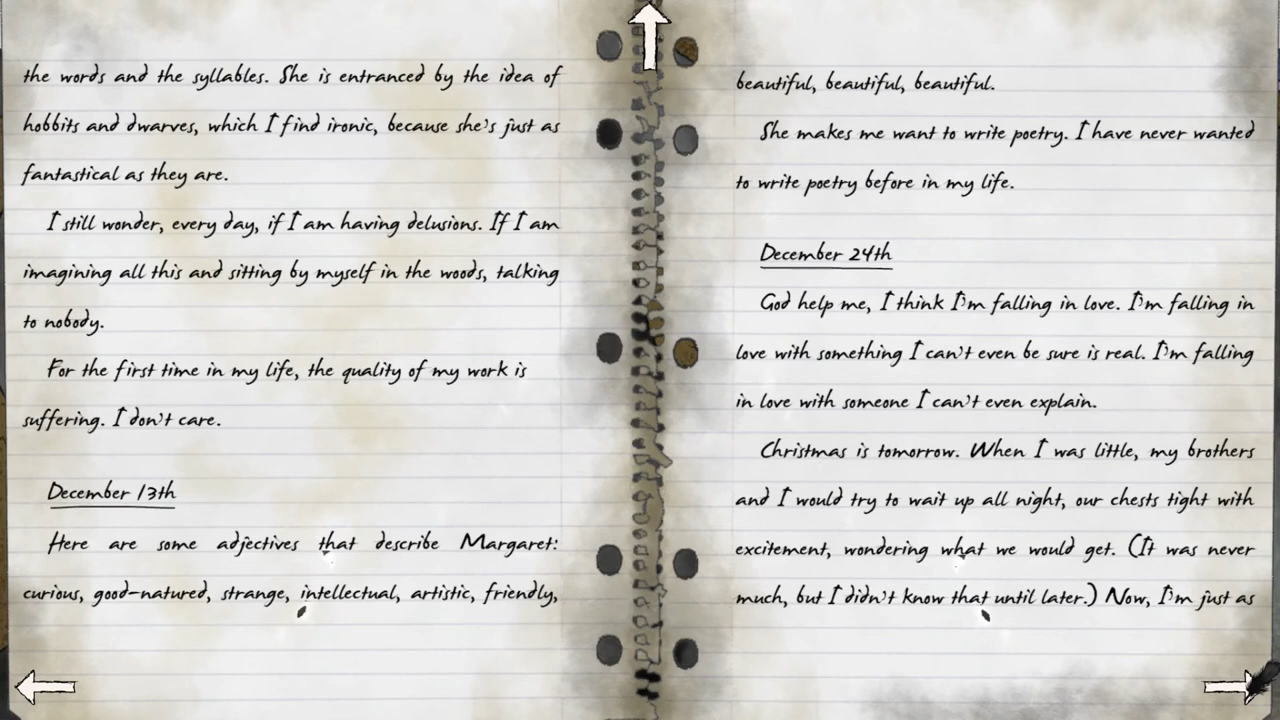 the words and the syllables. She is entranced by the idea of
hobbits and dwarves, which I find ironic, because she's just as
fantastical as they are.
I still wonder, every day, if I am having delusions. If I am
imagining all this and sitting by myself in the woods, talking
to nobody.
For the first time in my life, the quality of my work is
suffering. I don't care.
December 13th
Here are some adjectives that describe Margaret:
curious, good-natured, strange, intellectual, artistic, friendly,
beautiful, beautiful, beautiful.
She makes me want to write poetry. I have never wanted
to write poetry before in my life.
December 24th
God help me, I think I'm falling in love. I'm falling in
love with something I can't even be sure is real. I'm falling
in love with someone I can't even explain.
Christmas is tomorrow. When I was little, my brothers
and I would try to wait up all night, our chests tight with
excitement, wondering what we would get. (It was never
much, but I didn't know that until later.) Now, I'm just as